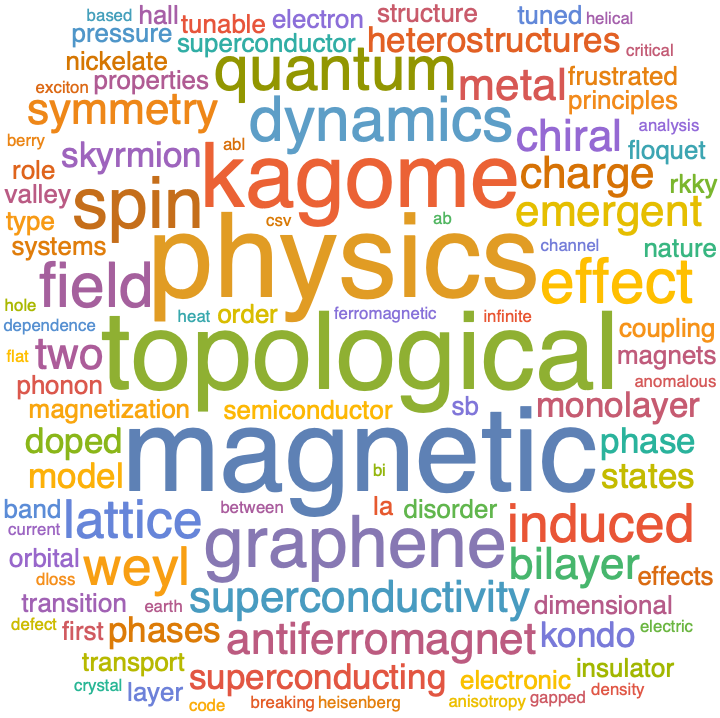 based hall tunable electron structure tuned helical
pressure superconductor heterostructures critical
nickelate quantum metal frustrated
exciton properties principles
symmetry dynamics chiral analysis
berry abl floquet
role skyrmion kagome charge rkky
valley spin emergent
type csv ab nature
systems physics channel
field effect
hole heat order ferromagnetic infinite
dependence coupling
flat two topological magnets
phonon anomalous
magnetization semiconductor sb monolayer
doped magnetic phase
model bi states
band lattice between la disorder induced
current graphene
orbital weyl bilayer effects
dloss
transition earth superconductivity dimensional
defect first phases antiferromagnet kondo electric
transport superconducting electronic insulator
crystal layer code breaking heisenberg anisotropy gapped density